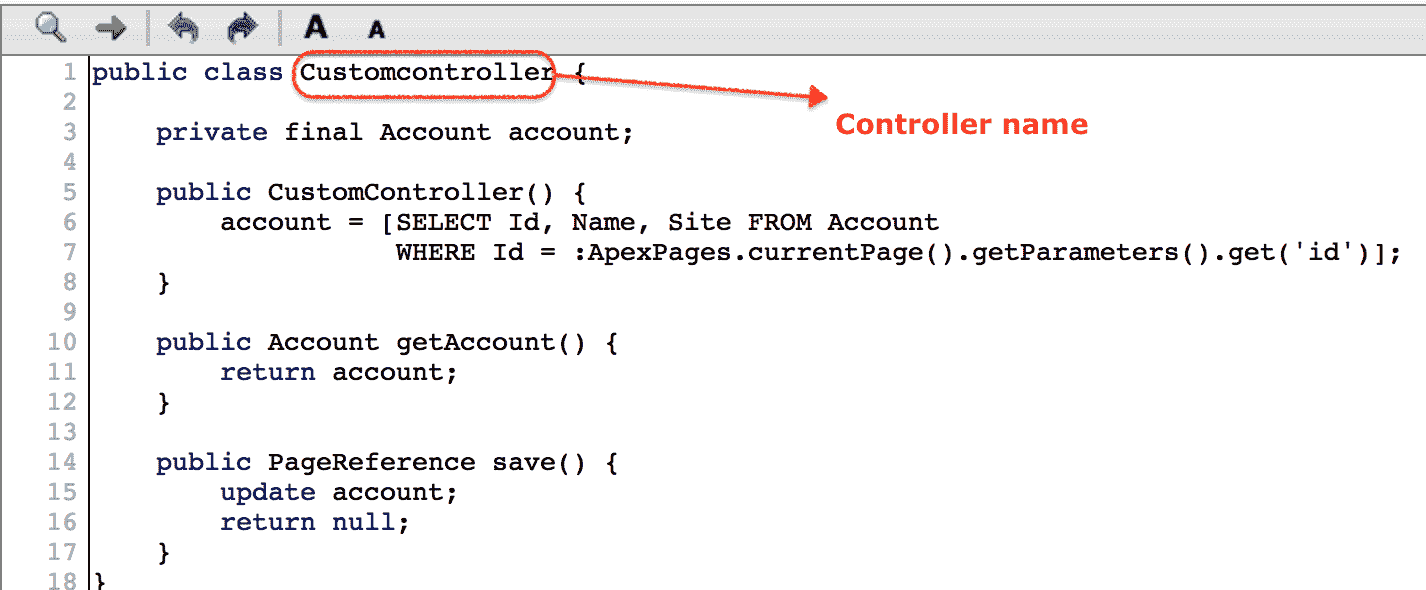 A A
1 public class Customcontroller {
Controller name
2
3 private final Account account;
4
5 public CustomController() {
6 account = [SELECT Id, Name, Site FROM Account
7 WHERE Id = :ApexPages.currentPage().getParameters().get('id')];
8 }
9
10 public Account getAccount() {
11 return account;
12 }
13
14 public PageReference save() {
15 update account;
16 return null;
17 }
18 }